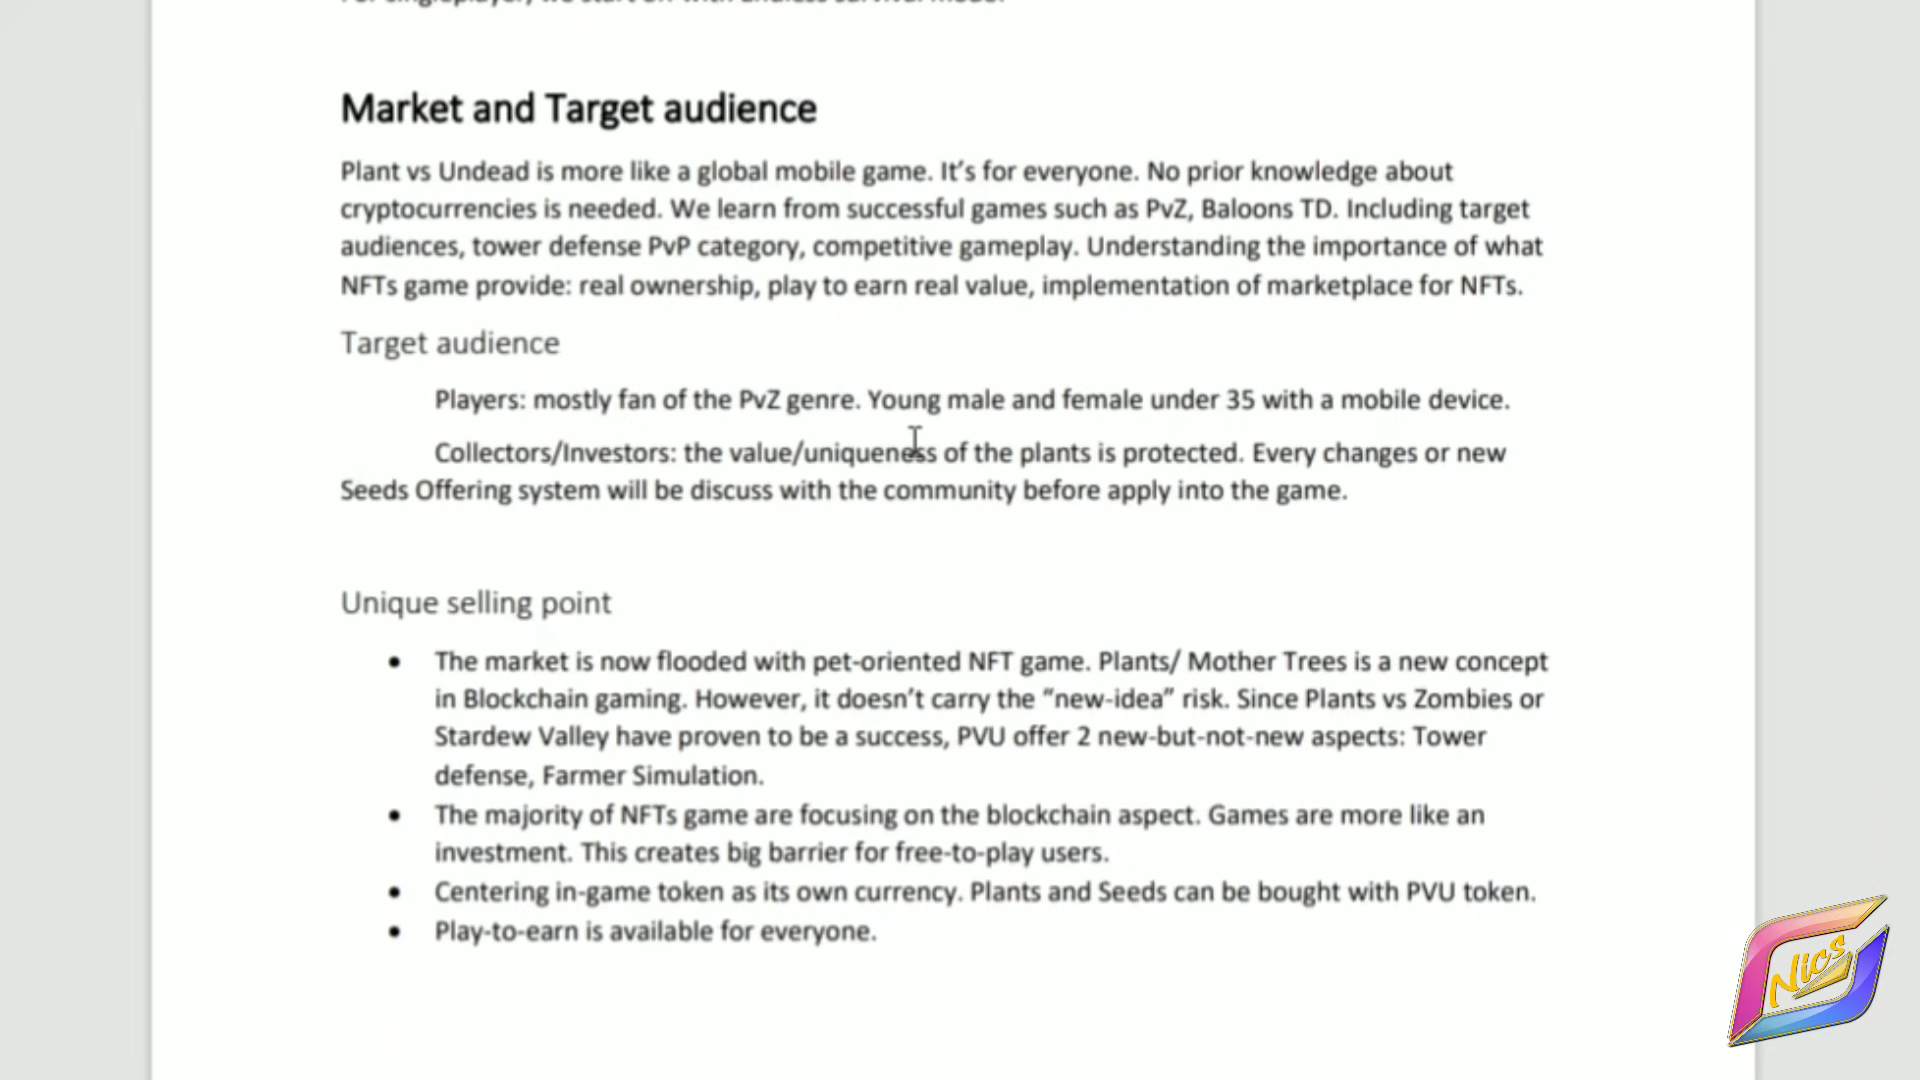 For singleplayer, we start off with endless survival mode.
Market and Target audience
Plant vs Undead is more like a global mobile game. It's for everyone. No prior knowledge about
cryptocurrencies is needed. We learn from successful games such as PvZ, Baloons TD. Including target
audiences, tower defense PvP category, competitive gameplay. Understanding the importance of what
NFTs game provide: real ownership, play to earn real value, implementation of marketplace for NFTs.
Target audience
Players: mostly fan of the PvZ genre. Young male and female under 35 with a mobile device.
Collectors/Investors: the value/uniqueness of the plants is protected. Every changes or new
Seeds Offering system will be discuss with the community before apply into the game.
Unique selling point
• The market is now flooded with pet-oriented NFT game. Plants/ Mother Trees is a new concept
in Blockchain gaming. However, it doesn't carry the “new-idea” risk. Since Plants vs Zombies or
Stardew Valley have proven to be a success, PVU offer 2 new-but-not-new aspects: Tower
defense, Farmer Simulation.
• The majority of NFTs game are focusing on the blockchain aspect. Games are more like an
investment. This creates big barrier for free-to-play users.
• Centering in-game token as its own currency. Plants and Seeds can be bought with PVU token.
• Play-to-earn is available for everyone.
Nics